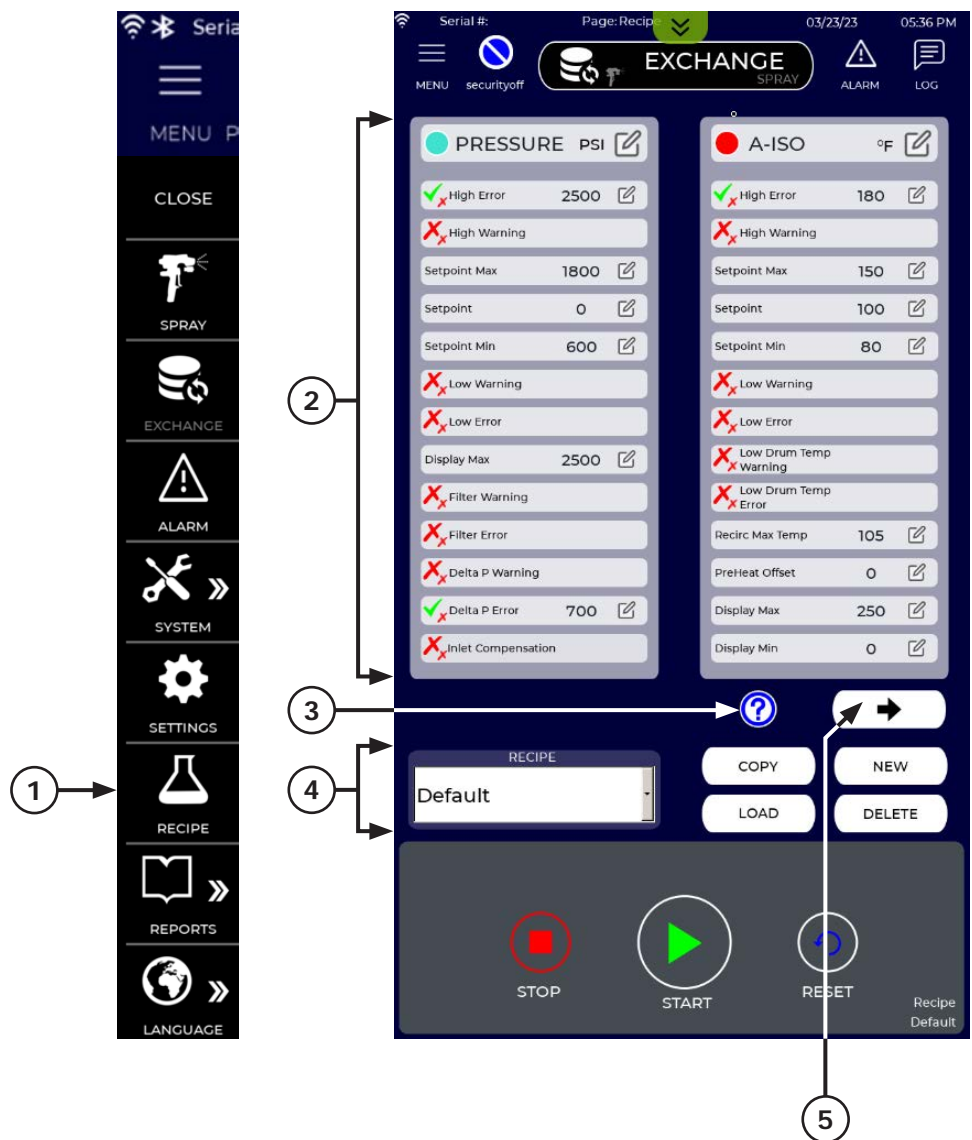 Seria
MENU P
CLOSE
SPRAY
EXCHANGE
ALARM
SYSTEM
SETTINGS
RECIPE
REPORTS
LANGUAGE
1
Serial #: Page: Recipe 03/23/23 05:36 PM
MENU securityoff EXCHANGE SPRAY ALARM LOG
PRESSURE PSI
High Error 2500
High Warning
Setpoint Max 1800
Setpoint 0
Setpoint Min 600
Low Warning
Low Error
Display Max 2500
Filter Warning
Filter Error
Delta P Warning
Delta P Error 700
Inlet Compensation
A-ISO °F
High Error 180
High Warning
Setpoint Max 150
Setpoint 100
Setpoint Min 80
Low Warning
Low Error
Low Drum Temp
Warning
Low Drum Temp
Error
Recirc Max Temp 105
PreHeat Offset 0
Display Max 250
Display Min 0
2
3
?
4
RECIPE
Default
COPY NEW
LOAD DELETE
STOP START RESET
Recipe
Default
5